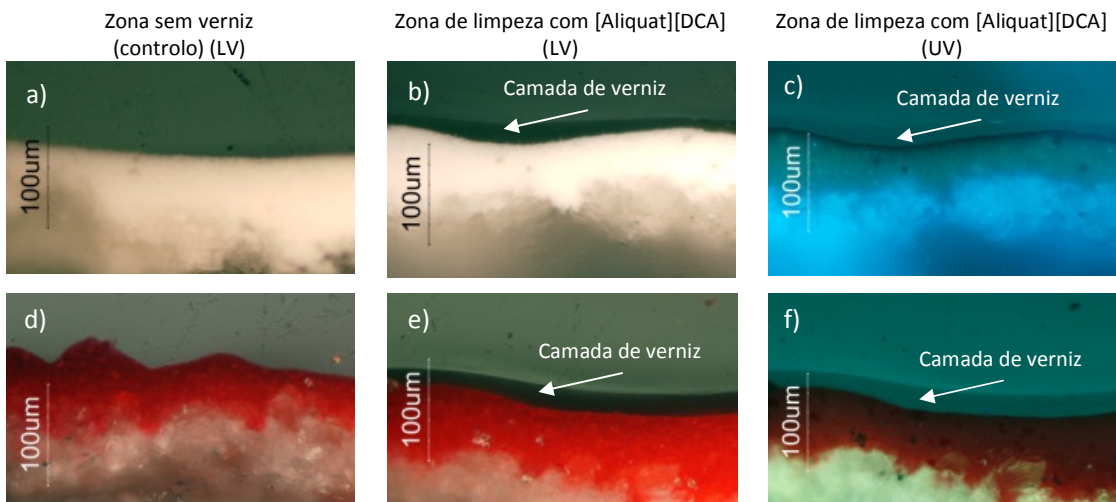 Zona sem verniz
(controlo) (LV)
Zona de limpeza com [Aliquat][DCA]
(LV)
Zona de limpeza com [Aliquat][DCA]
(UV)
a)
100um
b)
Camada de verniz
100um
c)
Camada de verniz
100um
d)
100um
e)
Camada de verniz
100um
f)
Camada de verniz
100um